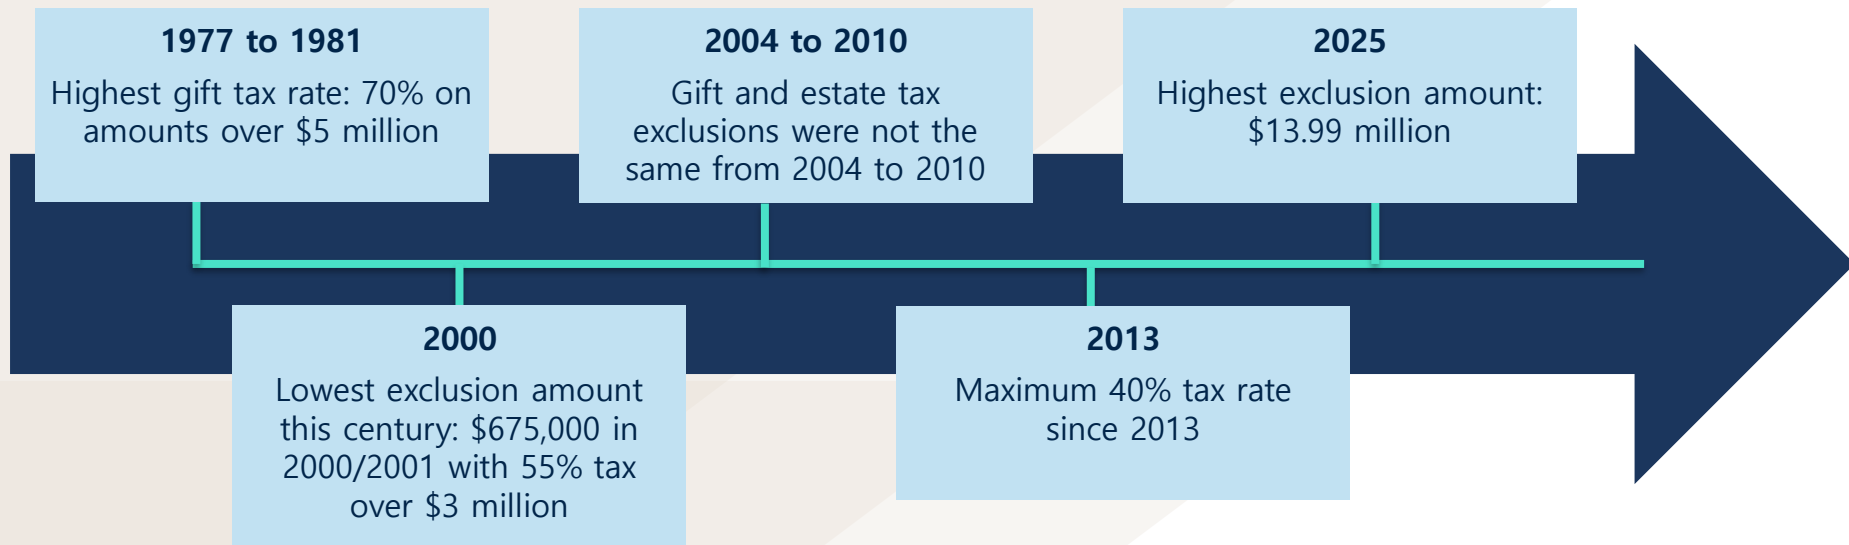 1977 to 1981
Highest gift tax rate: 70% on
amounts over $5 million
2000
Lowest exclusion amount
this century: $675,000 in
2000/2001 with 55% tax
over $3 million
2004 to 2010
Gift and estate tax
exclusions were not the
same from 2004 to 2010
2013
Maximum 40% tax rate
since 2013
2025
Highest exclusion amount:
$13.99 million